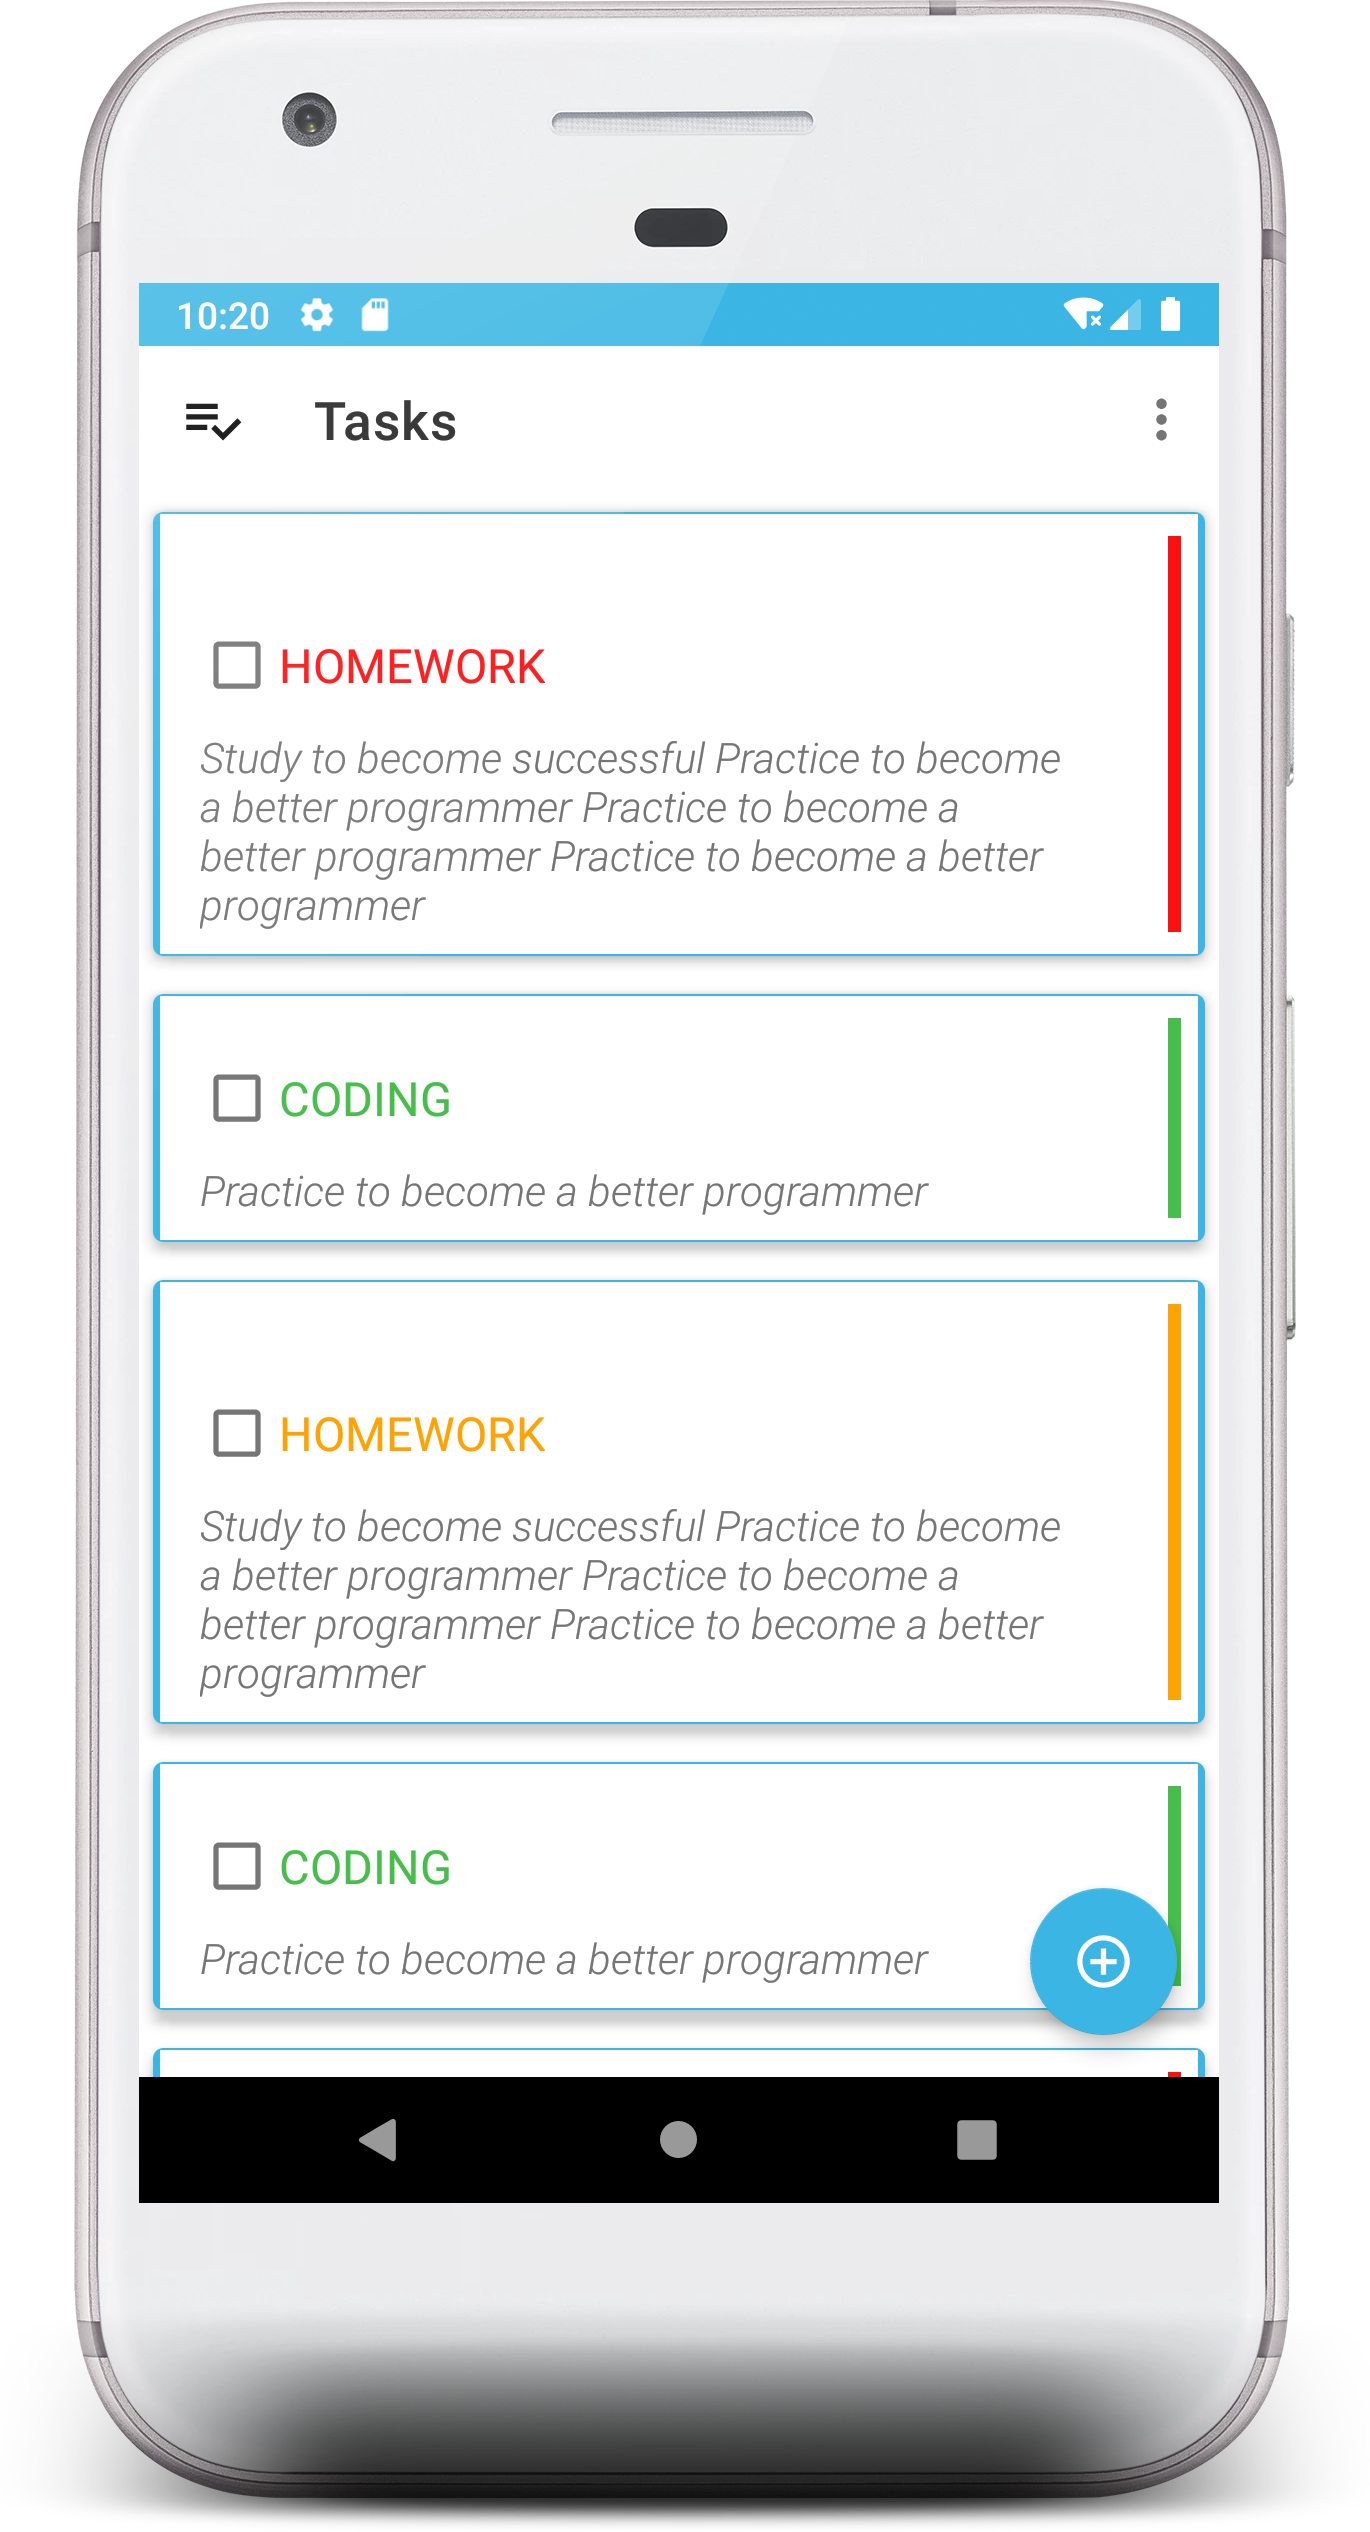 10:20
Tasks
HOMEWORK
Study to become successful Practice to become
a better programmer Practice to become a
better programmer Practice to become a better
programmer
CODING
Practice to become a better programmer
HOMEWORK
Study to become successful Practice to become
a better programmer Practice to become a
better programmer Practice to become a better
programmer
CODING
Practice to become a better programmer